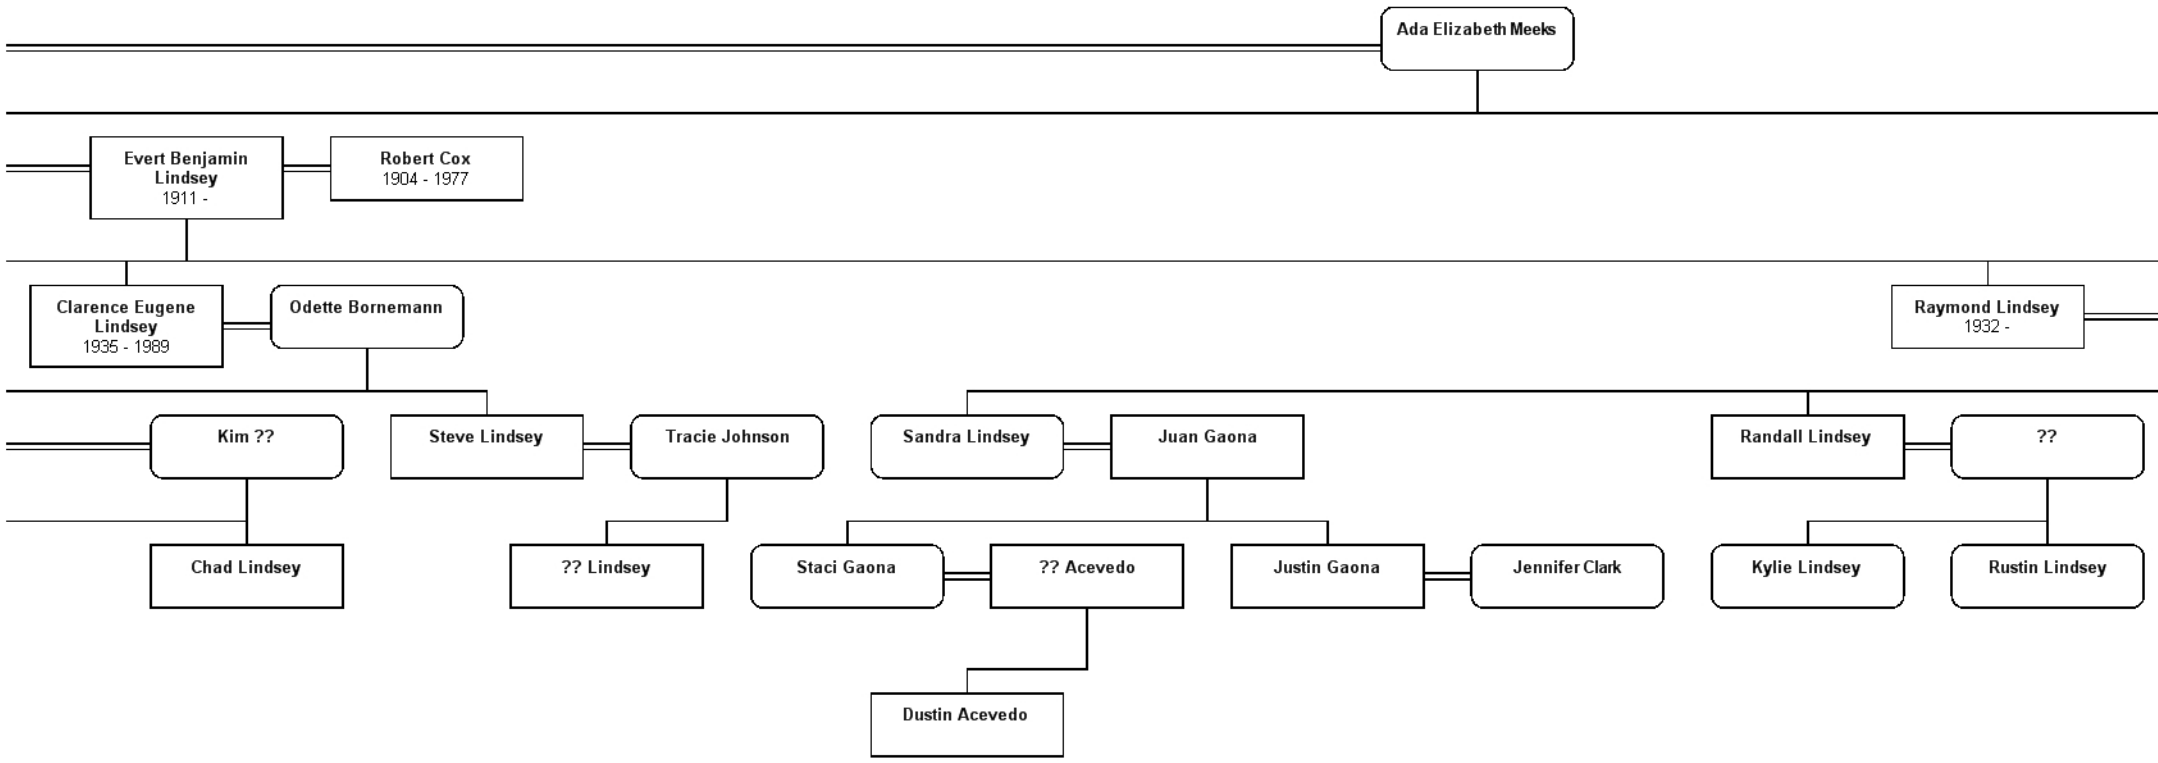 Ada Elizabeth Meeks
Evert Benjamin
Lindsey
1911 -
Robert Cox
1904 - 1977
Clarence Eugene
Lindsey
1935 - 1989
Odette Bornemann
Raymond Lindsey
1932 -
Kim ??
Steve Lindsey
Tracie Johnson
Sandra Lindsey
Juan Gaona
Randall Lindsey
??
Chad Lindsey
?? Lindsey
Staci Gaona
?? Acevedo
Justin Gaona
Jennifer Clark
Kylie Lindsey
Rustin Lindsey
Dustin Acevedo